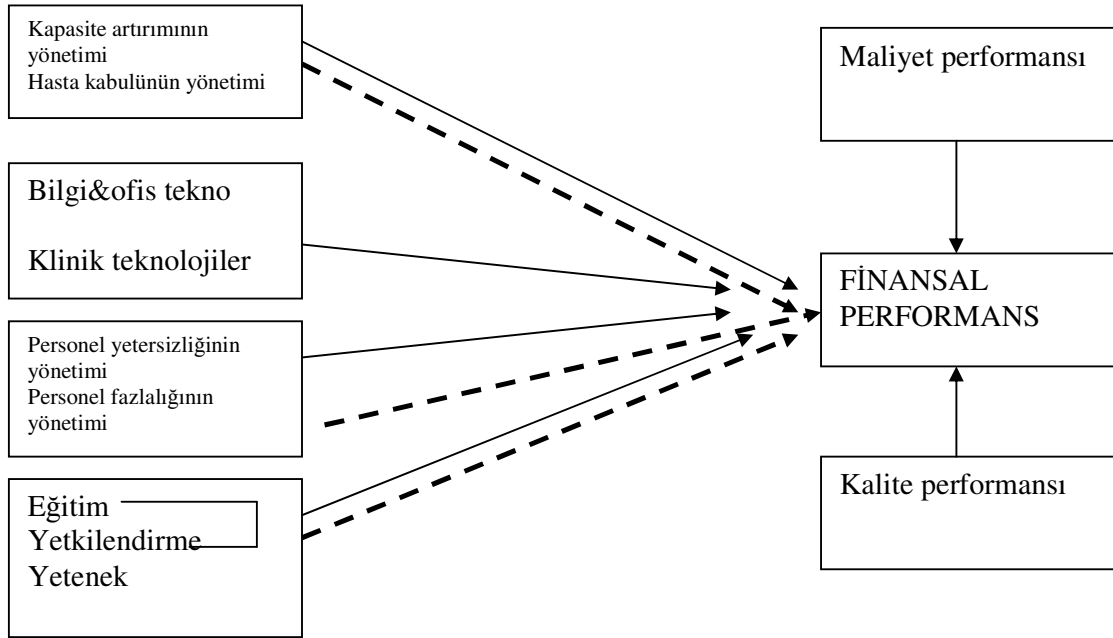 Kapasite artırımının
yönetimi
Hasta kabulünün yönetimi
Bilgi&ofis tekno
Klinik teknolojiler
Personel yetersizliğinin
yönetimi
Personel fazlalığının
yönetimi
Eğitim
Yetkilendirme
Yetenek
Maliyet performansı
FİNANSAL
PERFORMANS
Kalite performansı